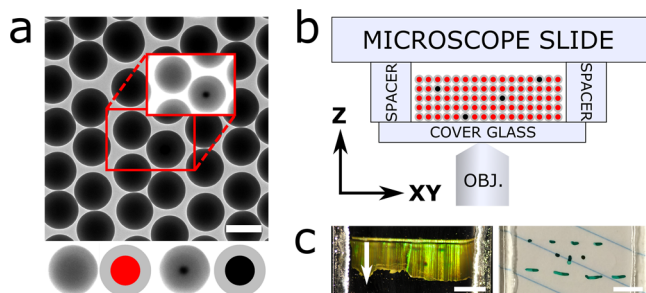 a
b
MICROSCOPE SLIDE
SPACER
SPACER
COVER GLASS
Z
XY
OBJ.
c